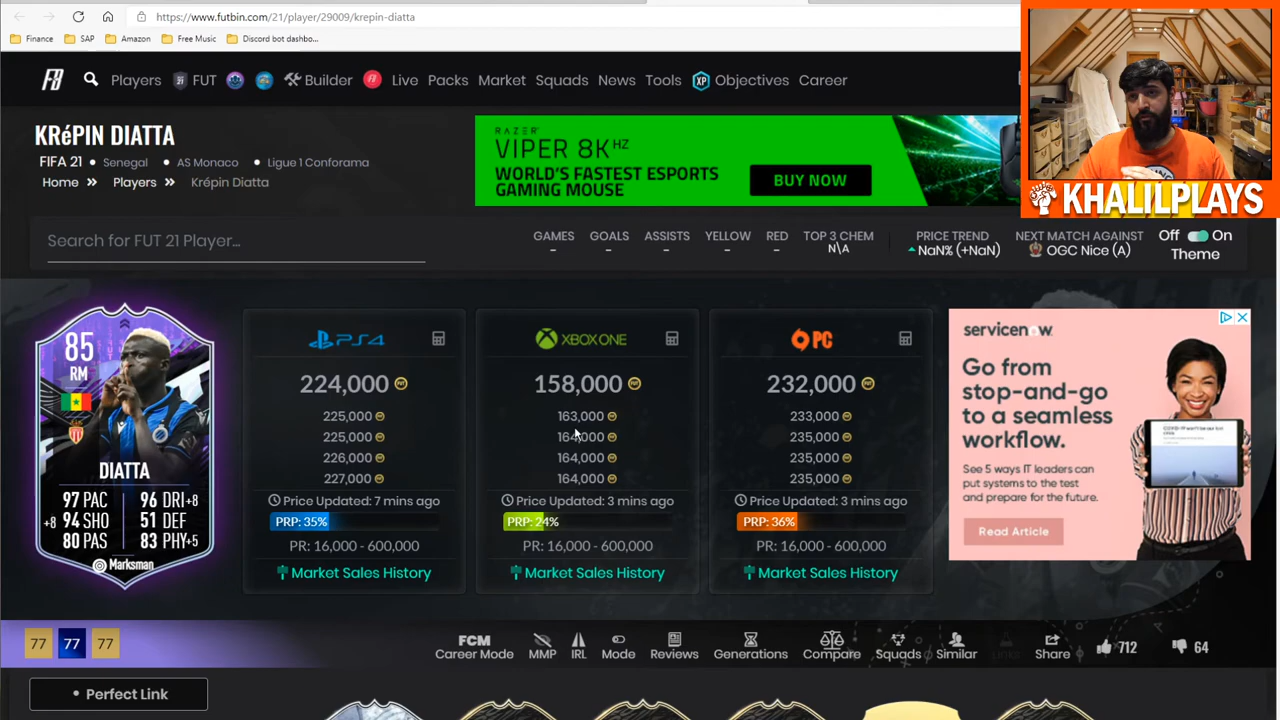 https://www.futbin.com/21/player/29009/krepin-diatta
Finance SAP Amazon Free Music Discord bot dashbo...
F8 Players FUT Builder Live Packs Market Squads News Tools XP Objectives Career
KRéPIN DIATTA
FIFA 21 • Senegal • AS Monaco • Ligue 1 Conforama
Home » Players » Krépin Diatta
RAZER
VIPER 8K HZ
WORLD'S FASTEST ESPORTS
GAMING MOUSE
BUY NOW
KHALILPLAYS
Search for FUT 21 Player...
GAMES GOALS ASSISTS YELLOW RED TOP 3 CHEM PRICE TREND NEXT MATCH AGAINST Off On
- - - - - N\A NaN% (+NaN) OGC Nice (A) Theme
85
RM
DIATTA
97 PAC 96 DRI+8
+8 94 SHO 51 DEF
80 PAS 83 PHY+5
Marksman
PS4
224,000
225,000
225,000
226,000
227,000
Price Updated: 7 mins ago
PRP: 35%
PR: 16,000 - 600,000
Market Sales History
XBOX ONE
158,000
163,000
164,000
164,000
164,000
Price Updated: 3 mins ago
PRP: 24%
PR: 16,000 - 600,000
Market Sales History
PC
232,000
233,000
235,000
235,000
235,000
Price Updated: 3 mins ago
PRP: 36%
PR: 16,000 - 600,000
Market Sales History
servicenow
Go from
stop-and-go
to a seamless
workflow.
See 5 ways IT leaders can
put systems to the test
and prepare for the future.
Read Article
77 77 77
FCM
Career Mode MMP IRL Mode Reviews Generations Compare Squads Similar Share 712 64
• Perfect Link